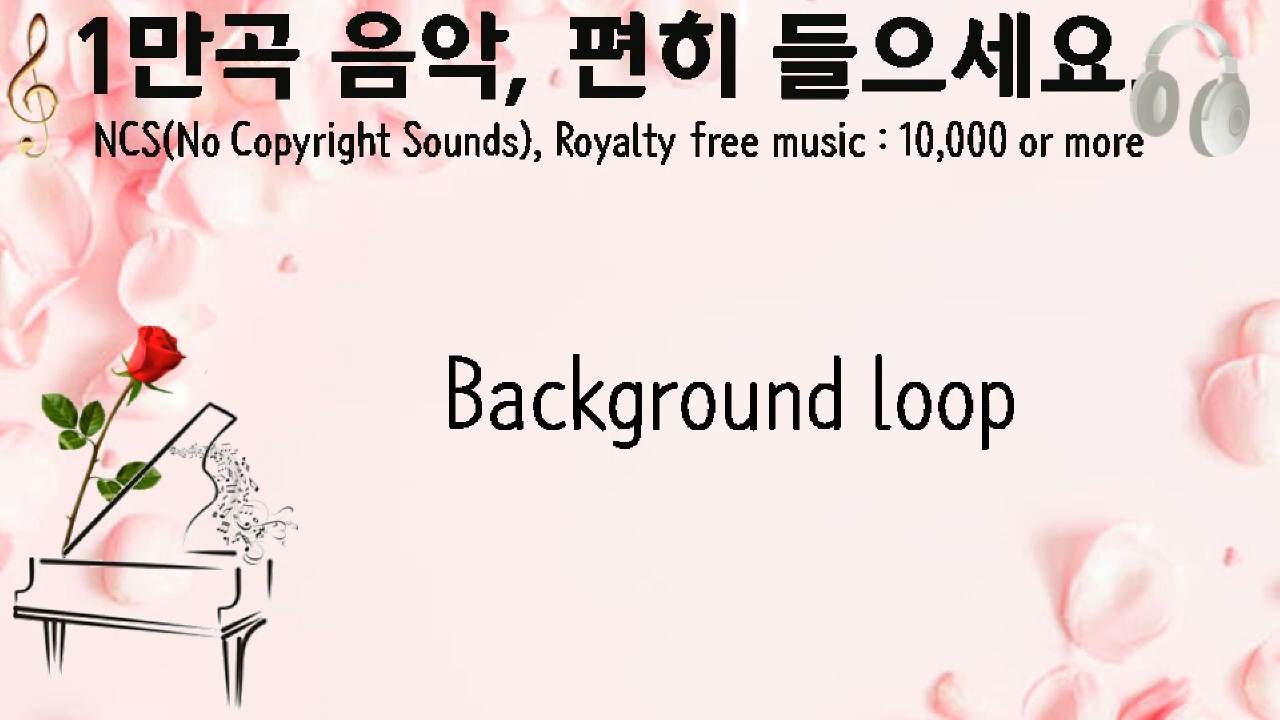 1만곡 음악, 편히 들으세요.
NCS(No Copyright Sounds), Royalty free music : 10,000 or more
Background loop